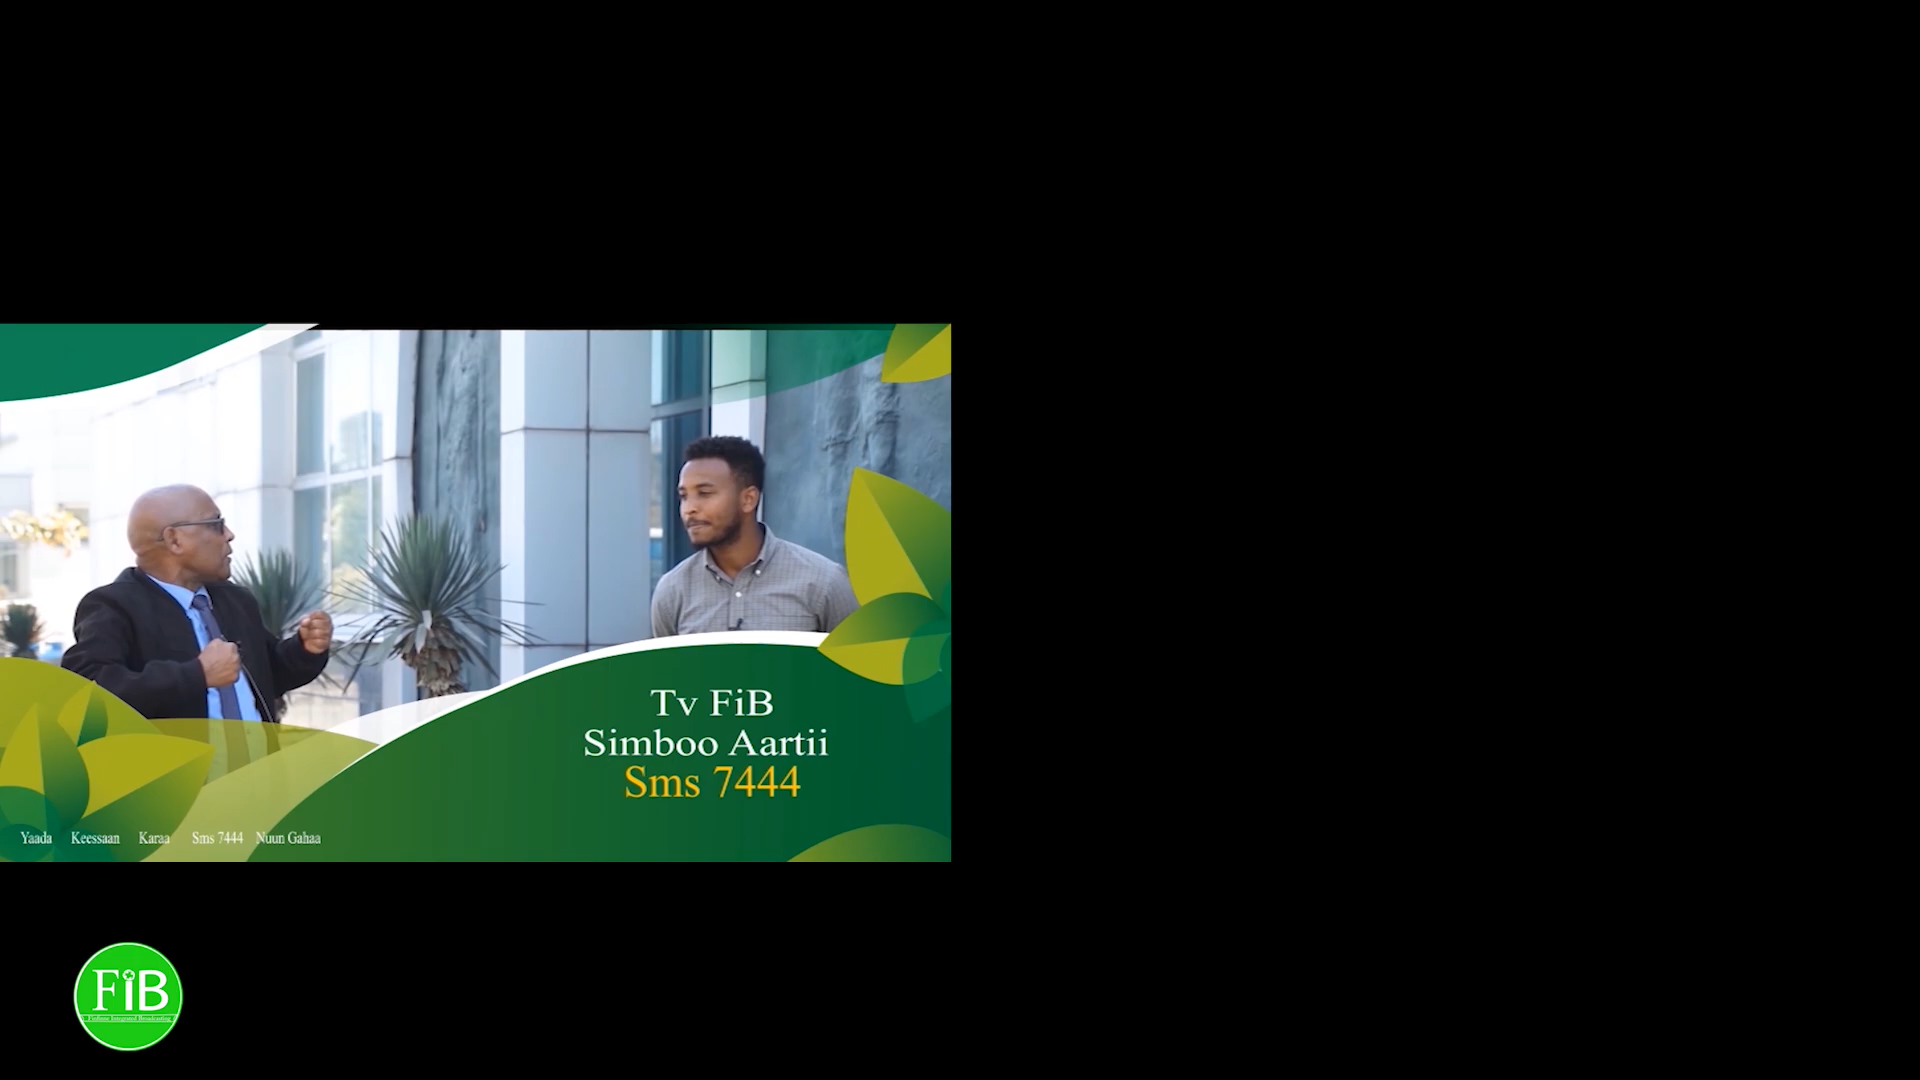 Tv FiB
Simboo Aartii
Sms 7444
Yaada Keessaan Karaa Sms 7444 Nuun Gahaa
FiB